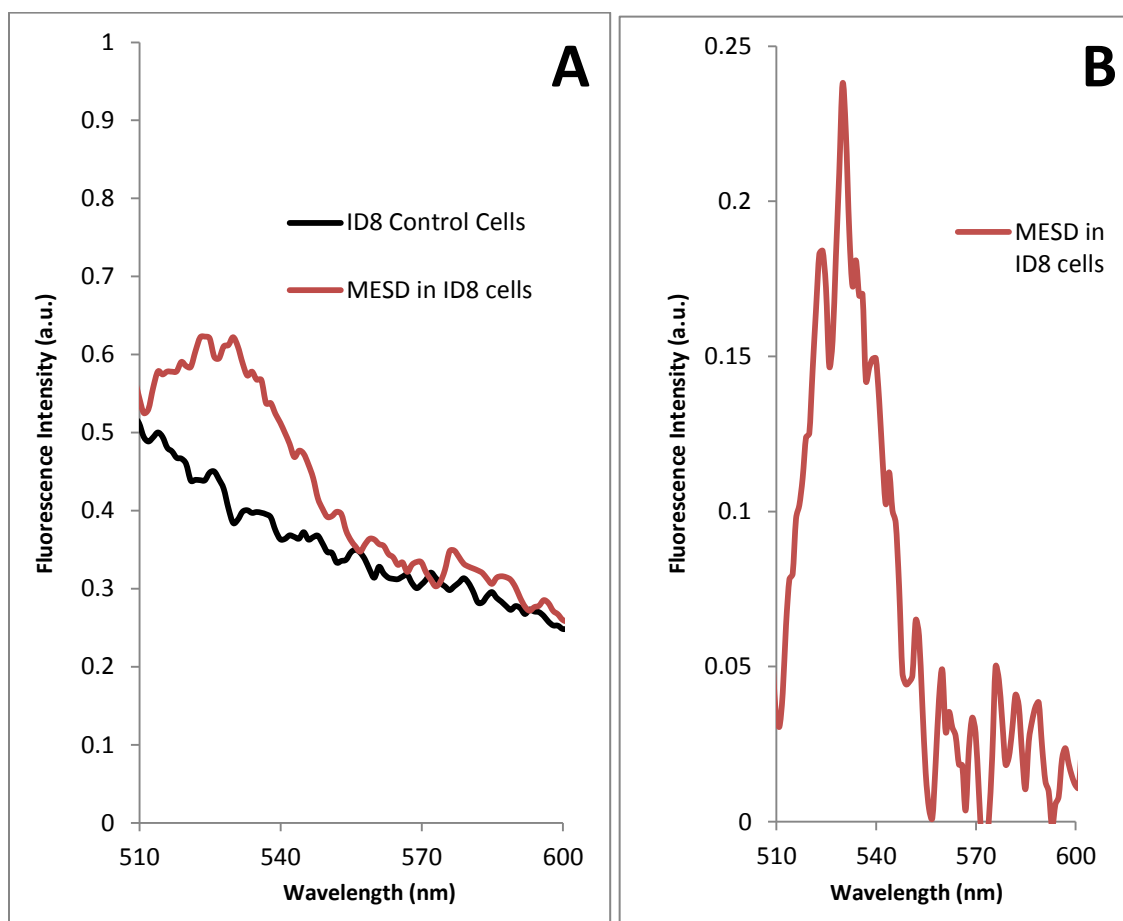 A
1
0.9
0.8
0.7
0.6
0.5
0.4
0.3
0.2
0.1
0
Fluorescence Intensity (a.u.)
ID8 Control Cells
MESD in ID8 cells
510 540 570 600
Wavelength (nm)
B
0.25
0.2
0.15
0.1
0.05
0
Fluorescence Intensity (a.u.)
MESD in
ID8 cells
510 540 570 600
Wavelength (nm)